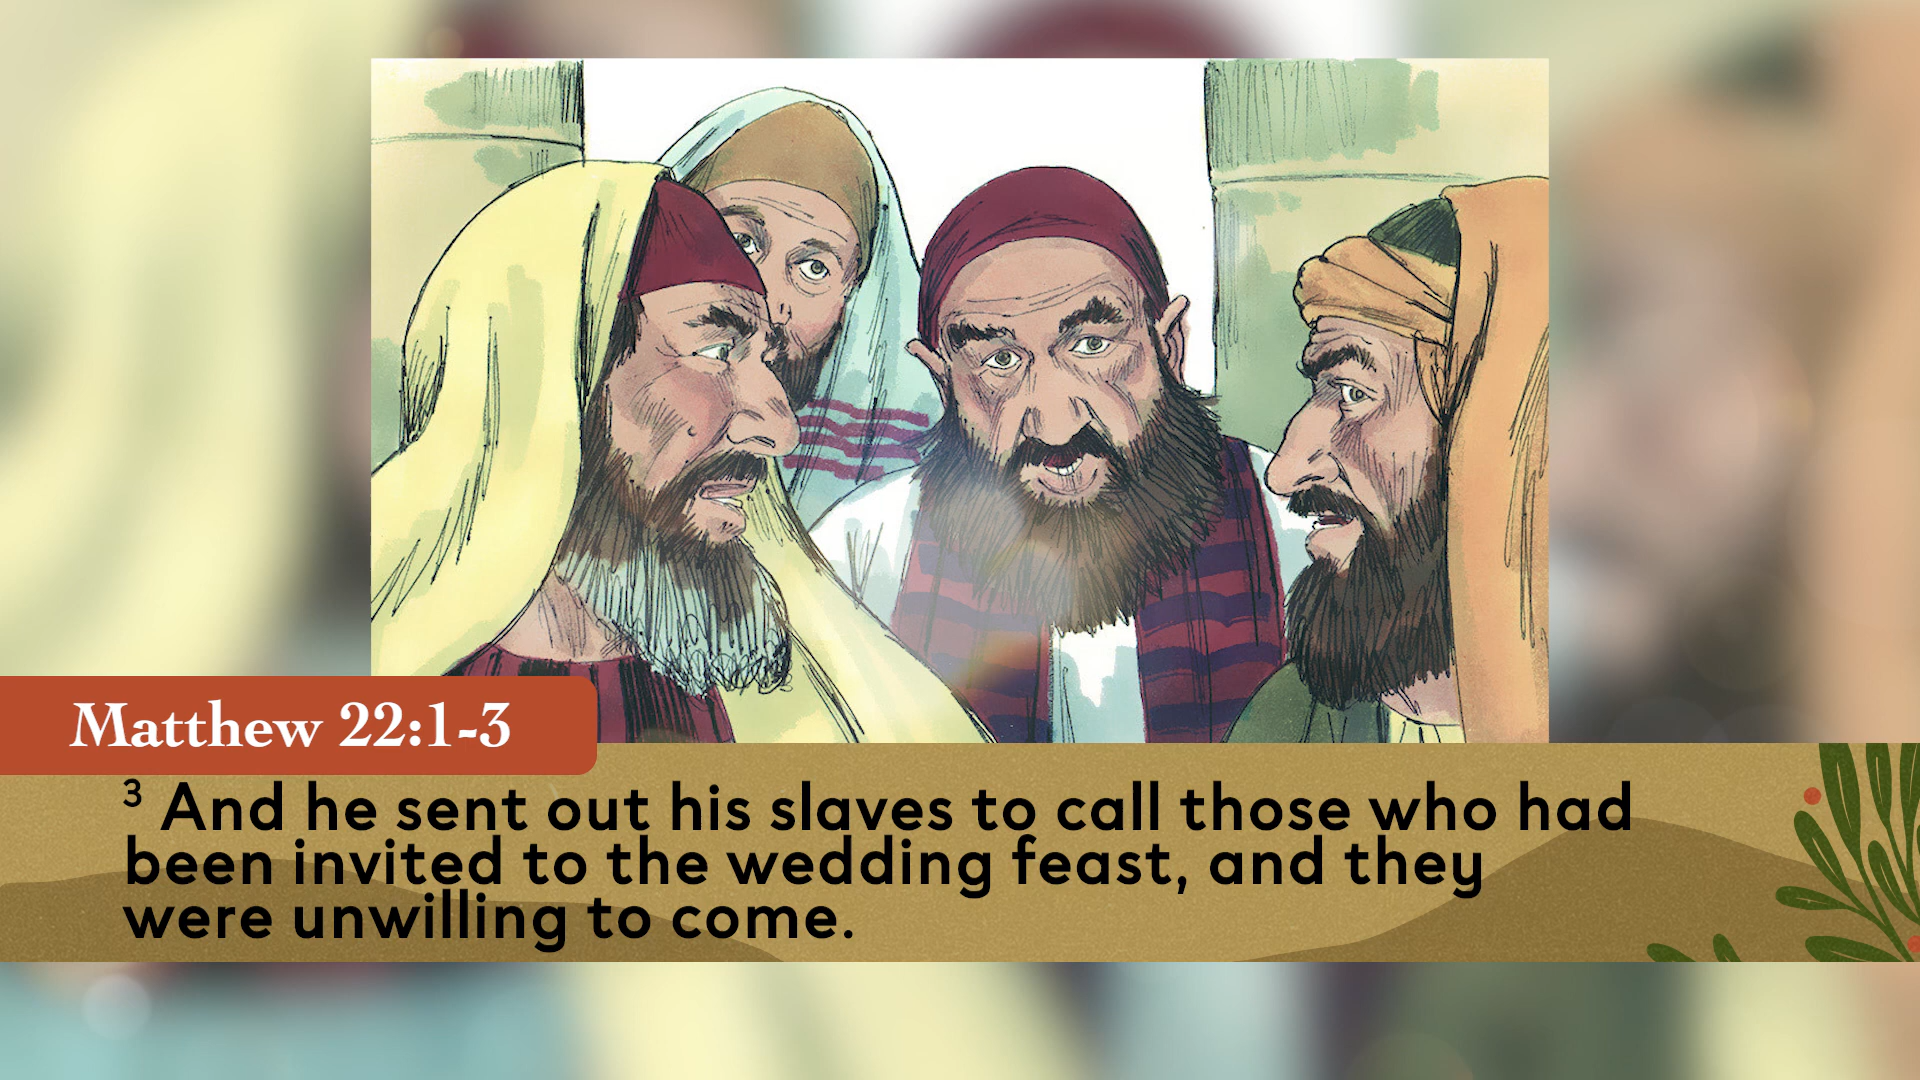 Matthew 22:1-3
3 And he sent out his slaves to call those who had
been invited to the wedding feast, and they
were unwilling to come.